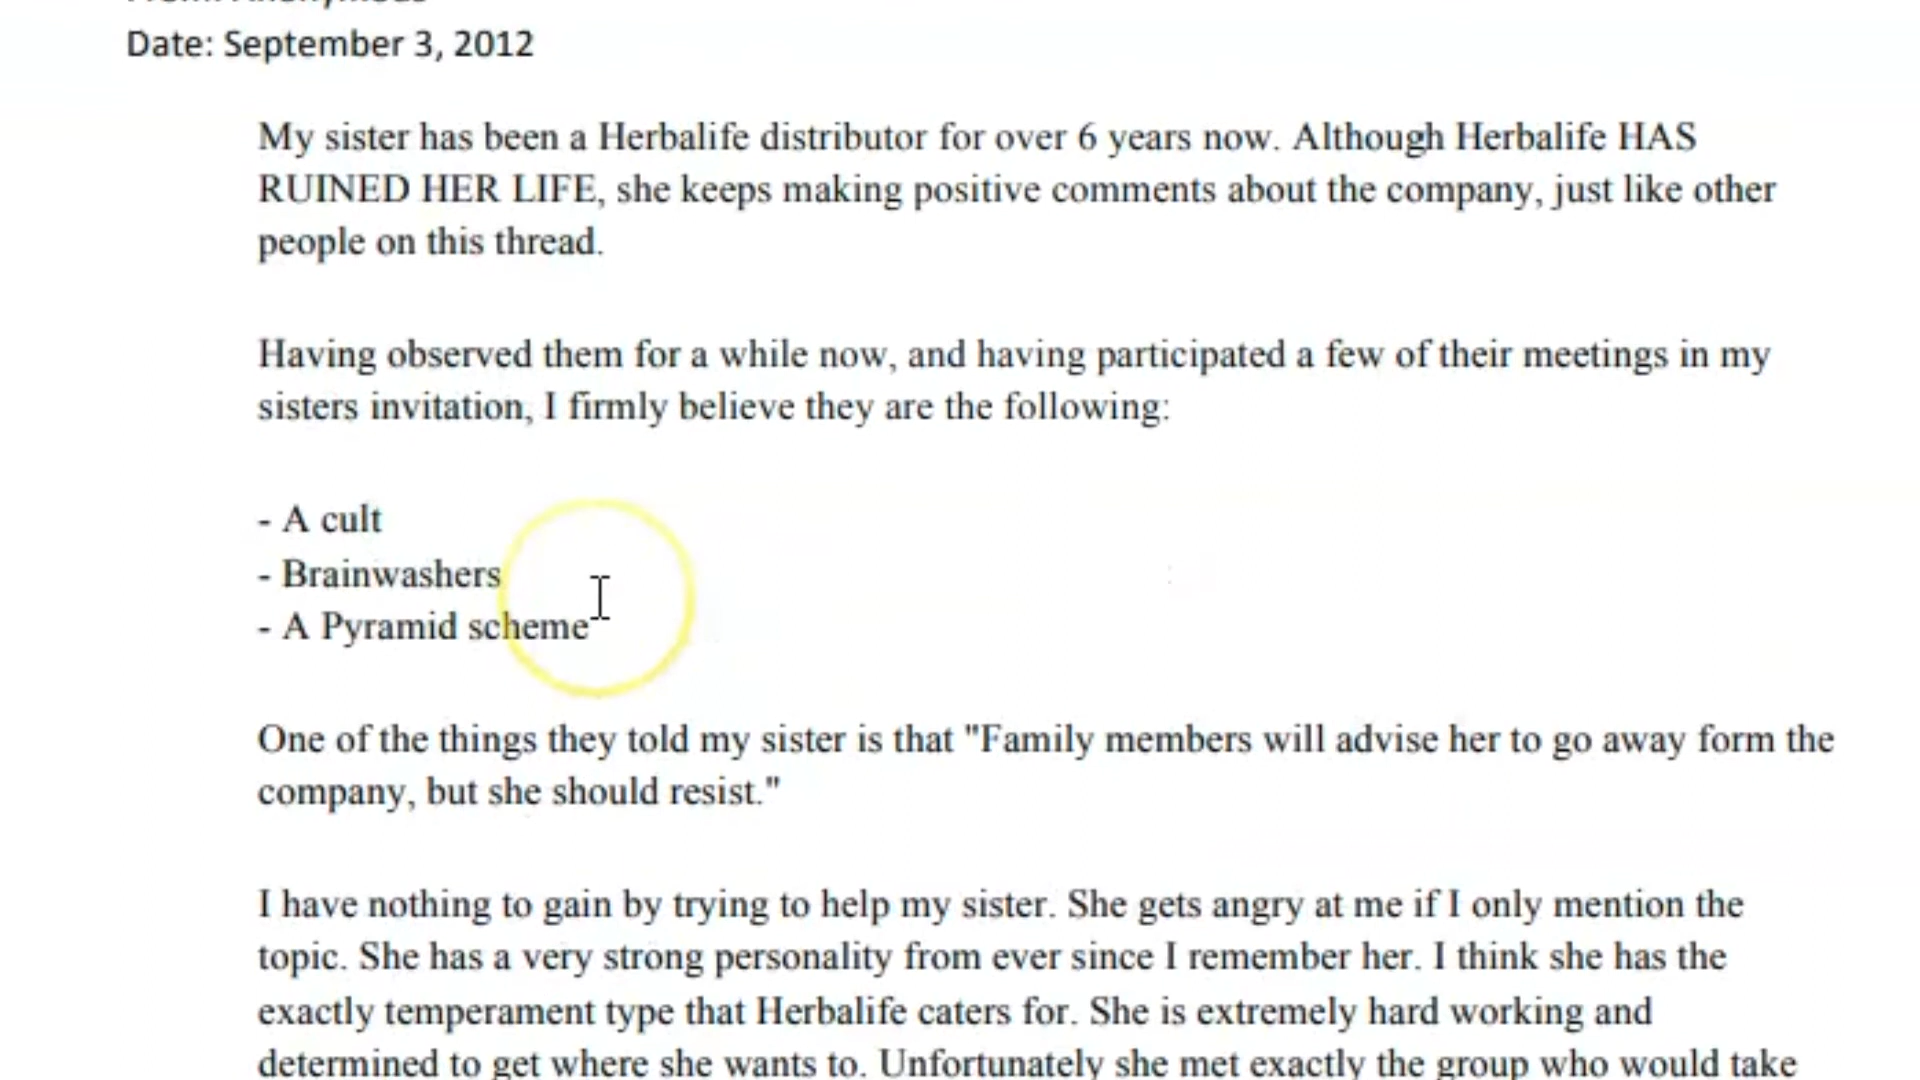 From: Anonymous
Date: September 3, 2012
My sister has been a Herbalife distributor for over 6 years now. Although Herbalife HAS
RUINED HER LIFE, she keeps making positive comments about the company, just like other
people on this thread.
Having observed them for a while now, and having participated a few of their meetings in my
sisters invitation, I firmly believe they are the following:
- A cult
- Brainwashers
- A Pyramid scheme
One of the things they told my sister is that "Family members will advise her to go away form the
company, but she should resist."
I have nothing to gain by trying to help my sister. She gets angry at me if I only mention the
topic. She has a very strong personality from ever since I remember her. I think she has the
exactly temperament type that Herbalife caters for. She is extremely hard working and
determined to get where she wants to. Unfortunately she met exactly the group who would take